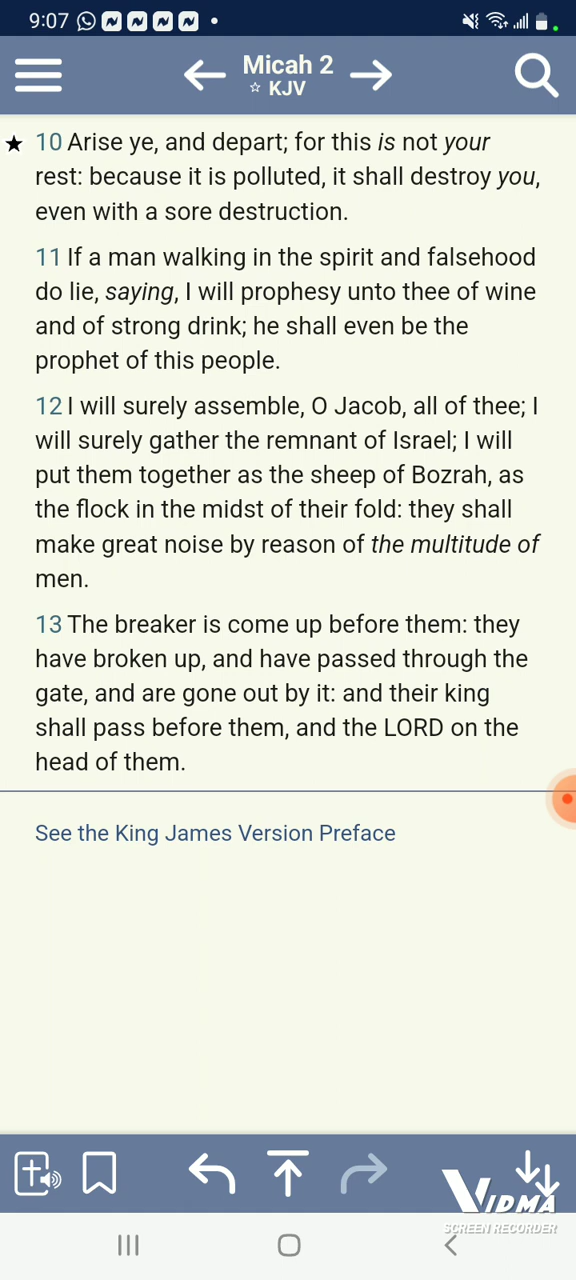 9:07
Micah 2
KJV
10 Arise ye, and depart; for this is not your
rest: because it is polluted, it shall destroy you,
even with a sore destruction.
11 If a man walking in the spirit and falsehood
do lie, saying, I will prophesy unto thee of wine
and of strong drink; he shall even be the
prophet of this people.
12 I will surely assemble, O Jacob, all of thee; I
will surely gather the remnant of Israel; I will
put them together as the sheep of Bozrah, as
the flock in the midst of their fold: they shall
make great noise by reason of the multitude of
men.
13 The breaker is come up before them: they
have broken up, and have passed through the
gate, and are gone out by it: and their king
shall pass before them, and the LORD on the
head of them.
See the King James Version Preface
VIDMA
SCREEN RECORDER